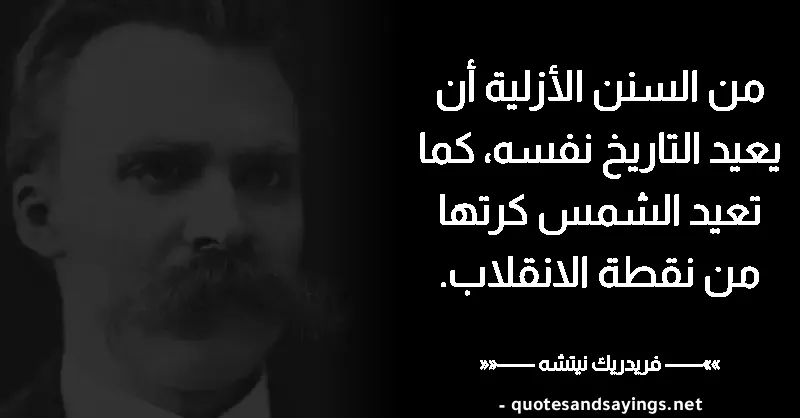 من السنن الأزلية أن
يعيد التاريخ نفسه، كما
تعيد الشمس كرتها
من نقطة الانقلاب.
»»—— فريدريك نيتشه ——««
- quotesandsayings.net